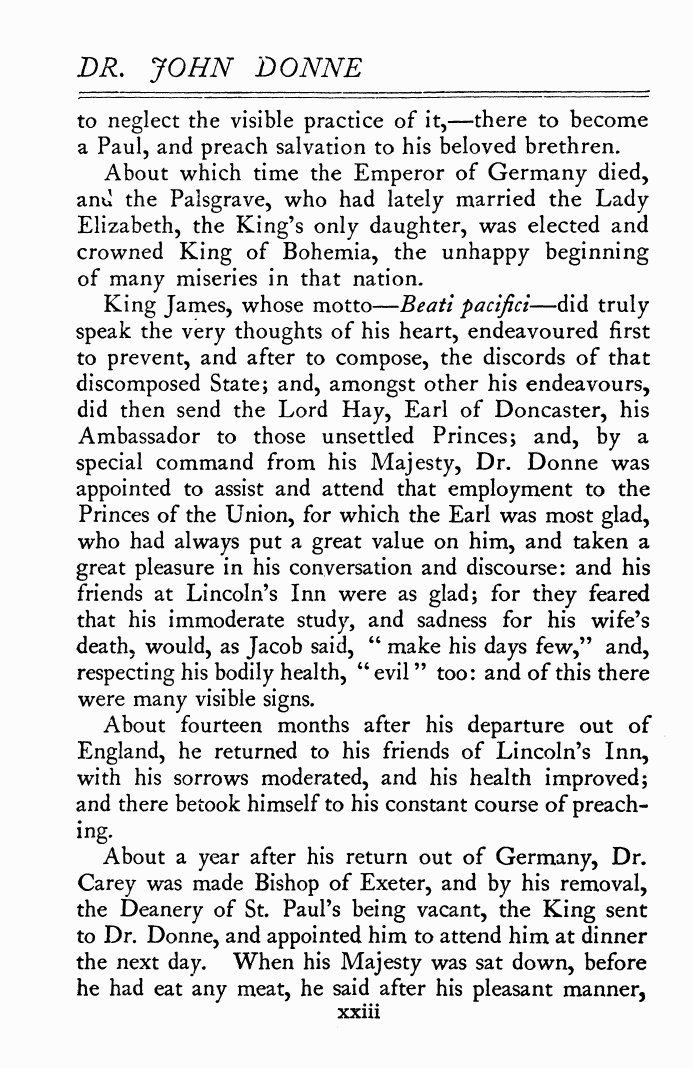 DR. JOHN DONNE
to neglect the visible practice of it,—there to become
a Paul, and preach salvation to his beloved brethren.
About which time the Emperor of Germany died,
and the Palsgrave, who had lately married the Lady
Elizabeth, the King's only daughter, was elected and
crowned King of Bohemia, the unhappy beginning
of many miseries in that nation.
King James, whose motto—Beati pacifici—did truly
speak the very thoughts of his heart, endeavoured first
to prevent, and after to compose, the discords of that
discomposed State; and, amongst other his endeavours,
did then send the Lord Hay, Earl of Doncaster, his
Ambassador to those unsettled Princes; and, by a
special command from his Majesty, Dr. Donne was
appointed to assist and attend that employment to the
Princes of the Union, for which the Earl was most glad,
who had always put a great value on him, and taken a
great pleasure in his conversation and discourse: and his
friends at Lincoln's Inn were as glad; for they feared
that his immoderate study, and sadness for his wife's
death, would, as Jacob said, “ make his days few,” and,
respecting his bodily health, “ evil ” too: and of this there
were many visible signs.
About fourteen months after his departure out of
England, he returned to his friends of Lincoln's Inn,
with his sorrows moderated, and his health improved;
and there betook himself to his constant course of preach-
ing.
About a year after his return out of Germany, Dr.
Carey was made Bishop of Exeter, and by his removal,
the Deanery of St. Paul's being vacant, the King sent
to Dr. Donne, and appointed him to attend him at dinner
the next day. When his Majesty was sat down, before
he had eat any meat, he said after his pleasant manner,
xxiii